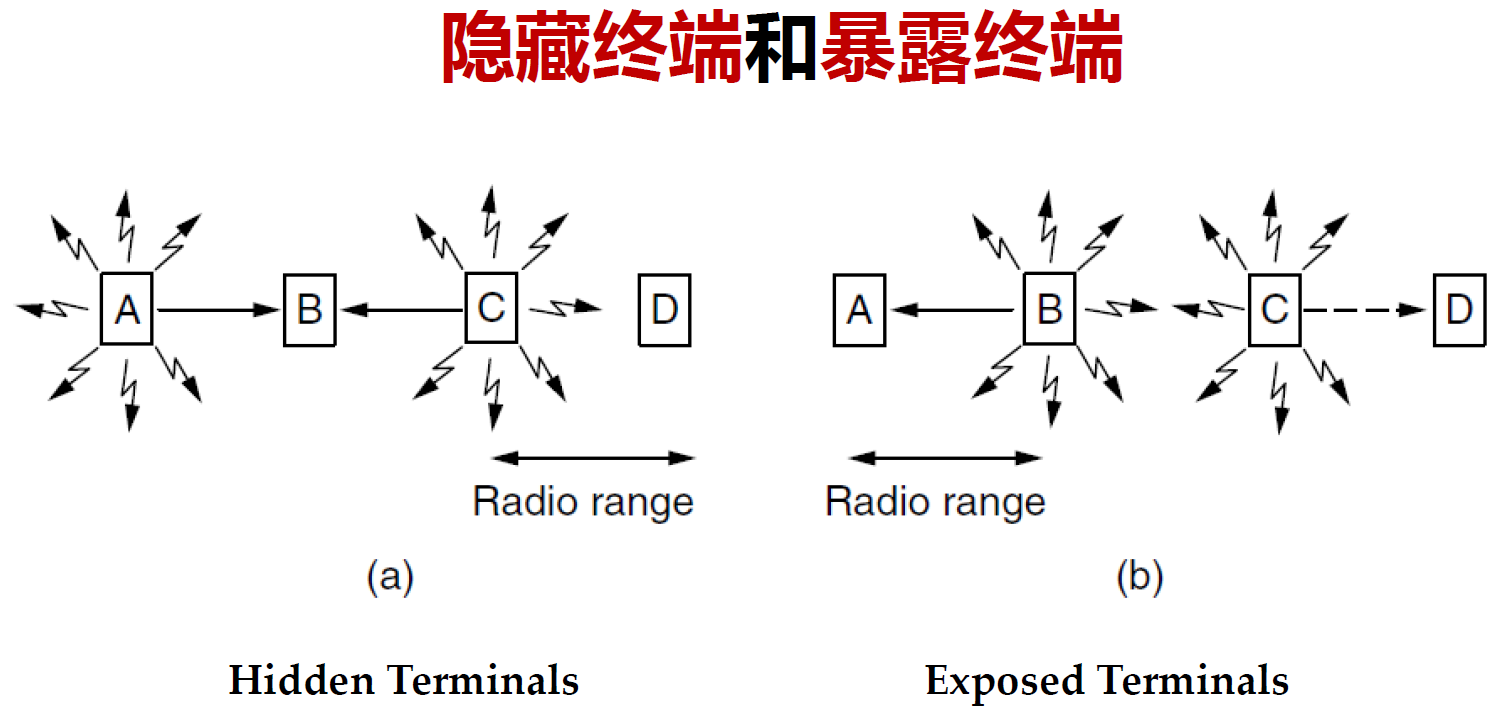 隐藏终端和暴露终端
A B C D
A B C D
Radio range
Radio range
(a)
(b)
Hidden Terminals
Exposed Terminals